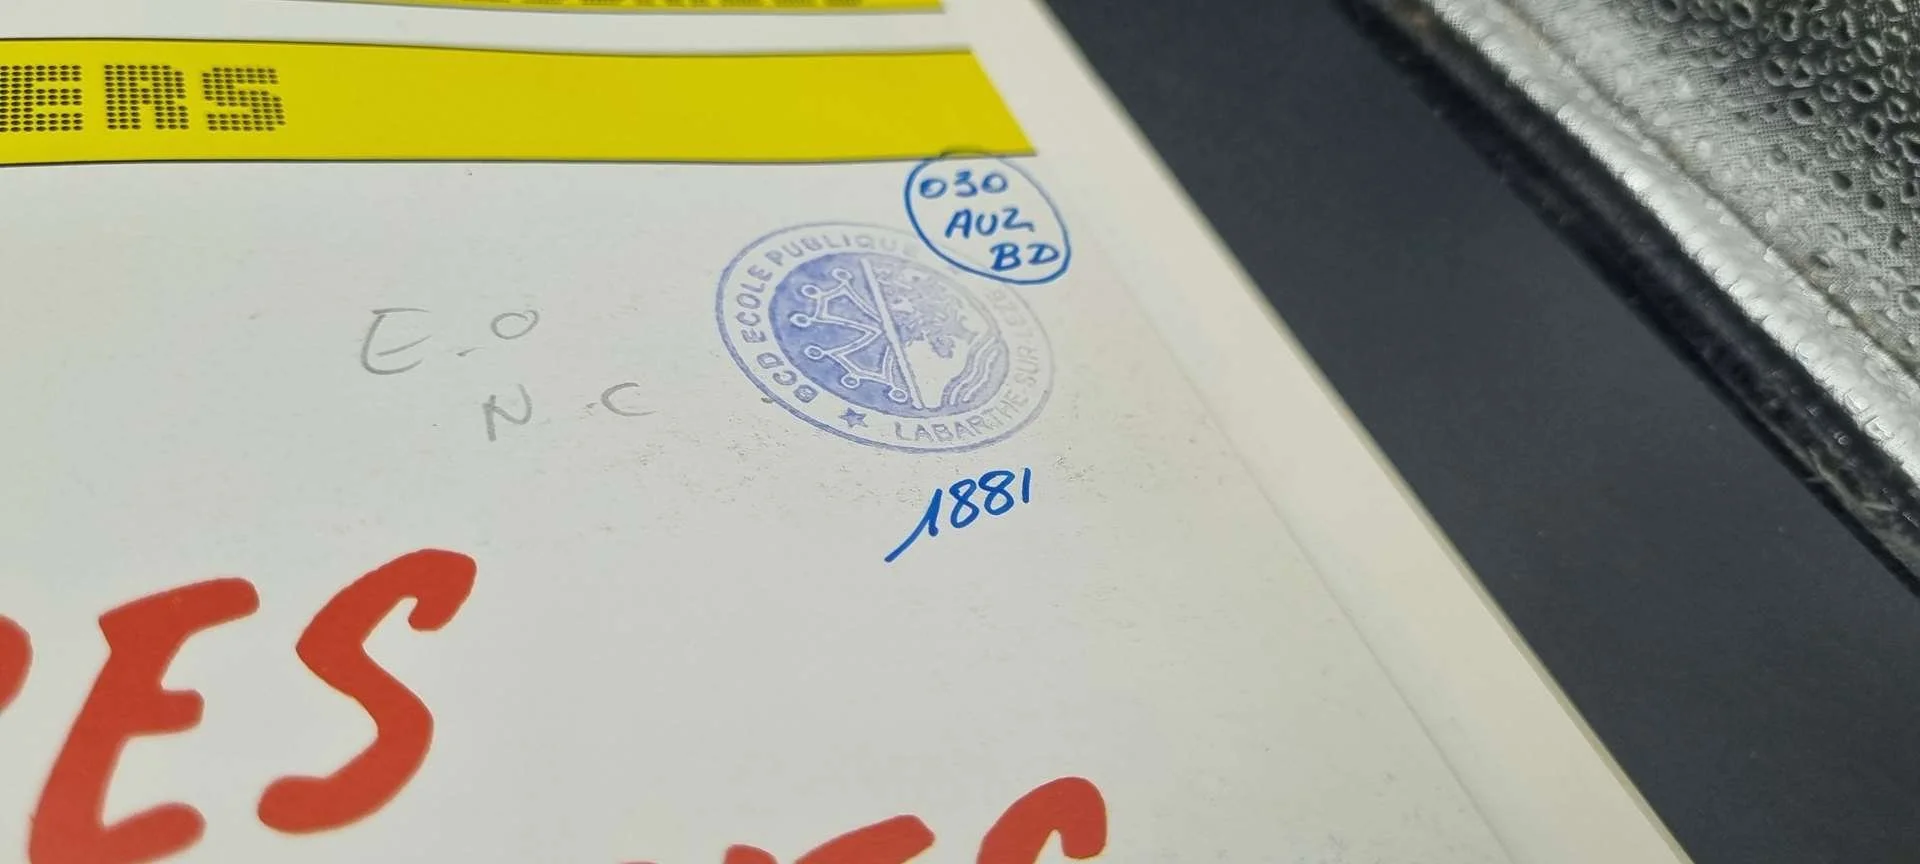 ERS
030
AUZ
BD
BCD ECOLE PUBLIQUE
LABARTHE-SUR-LEZE
E.O
N.C
1881
ES